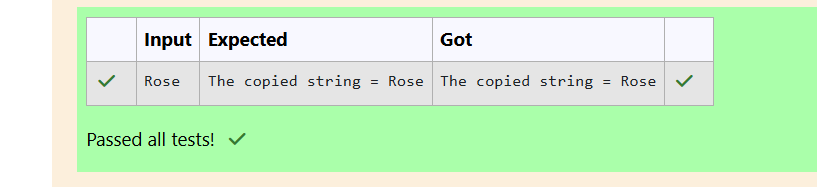 Input Expected Got
Rose The copied string = Rose The copied string = Rose
Passed all tests!